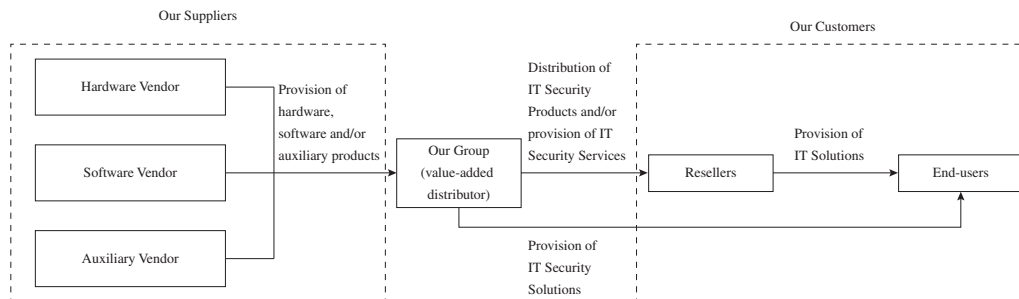 Our Suppliers
Our Customers
Hardware Vendor
Software Vendor
Auxiliary Vendor
Provision of
hardware,
software and/or
auxiliary products
Our Group
(value-added
distributor)
Distribution of
IT Security
Products and/or
provision of IT
Security Services
Resellers
Provision of
IT Solutions
End-users
Provision of
IT Security
Solutions